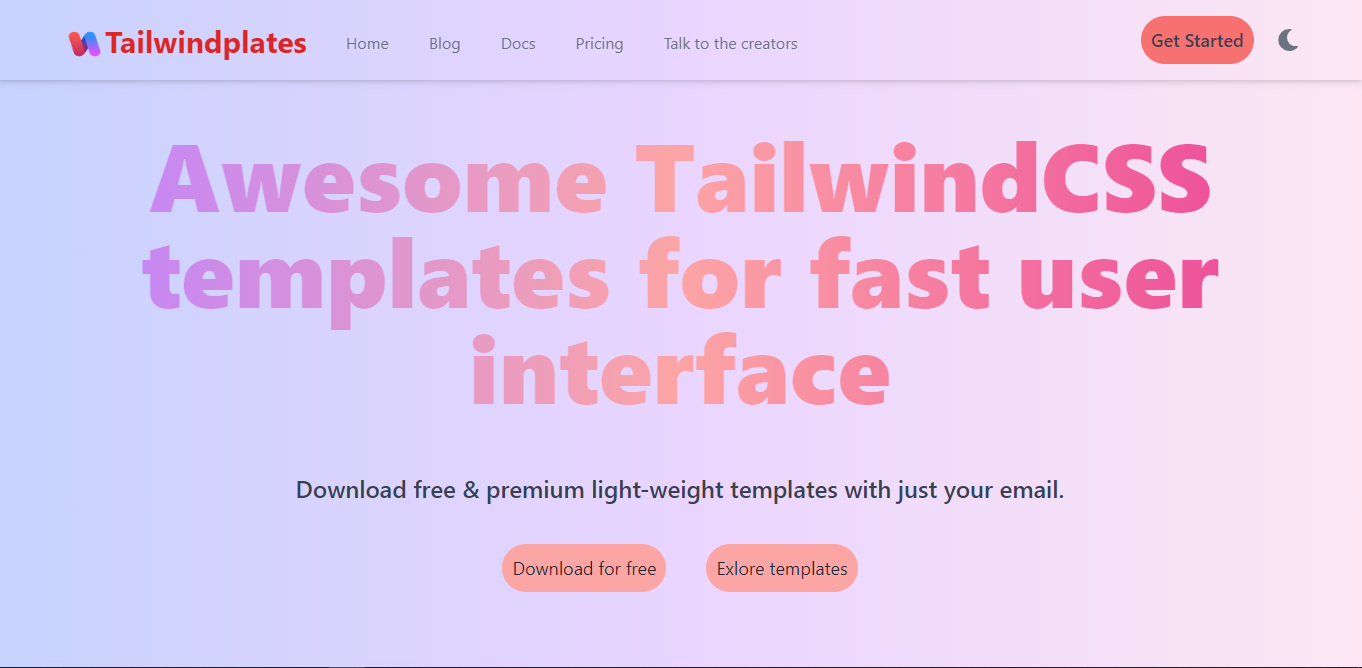 Tailwindplates
Home
Blog
Docs
Pricing
Talk to the creators
Get Started
Awesome TailwindCSS
templates for fast user
interface
Download free & premium light-weight templates with just your email.
Download for free
Exlore templates